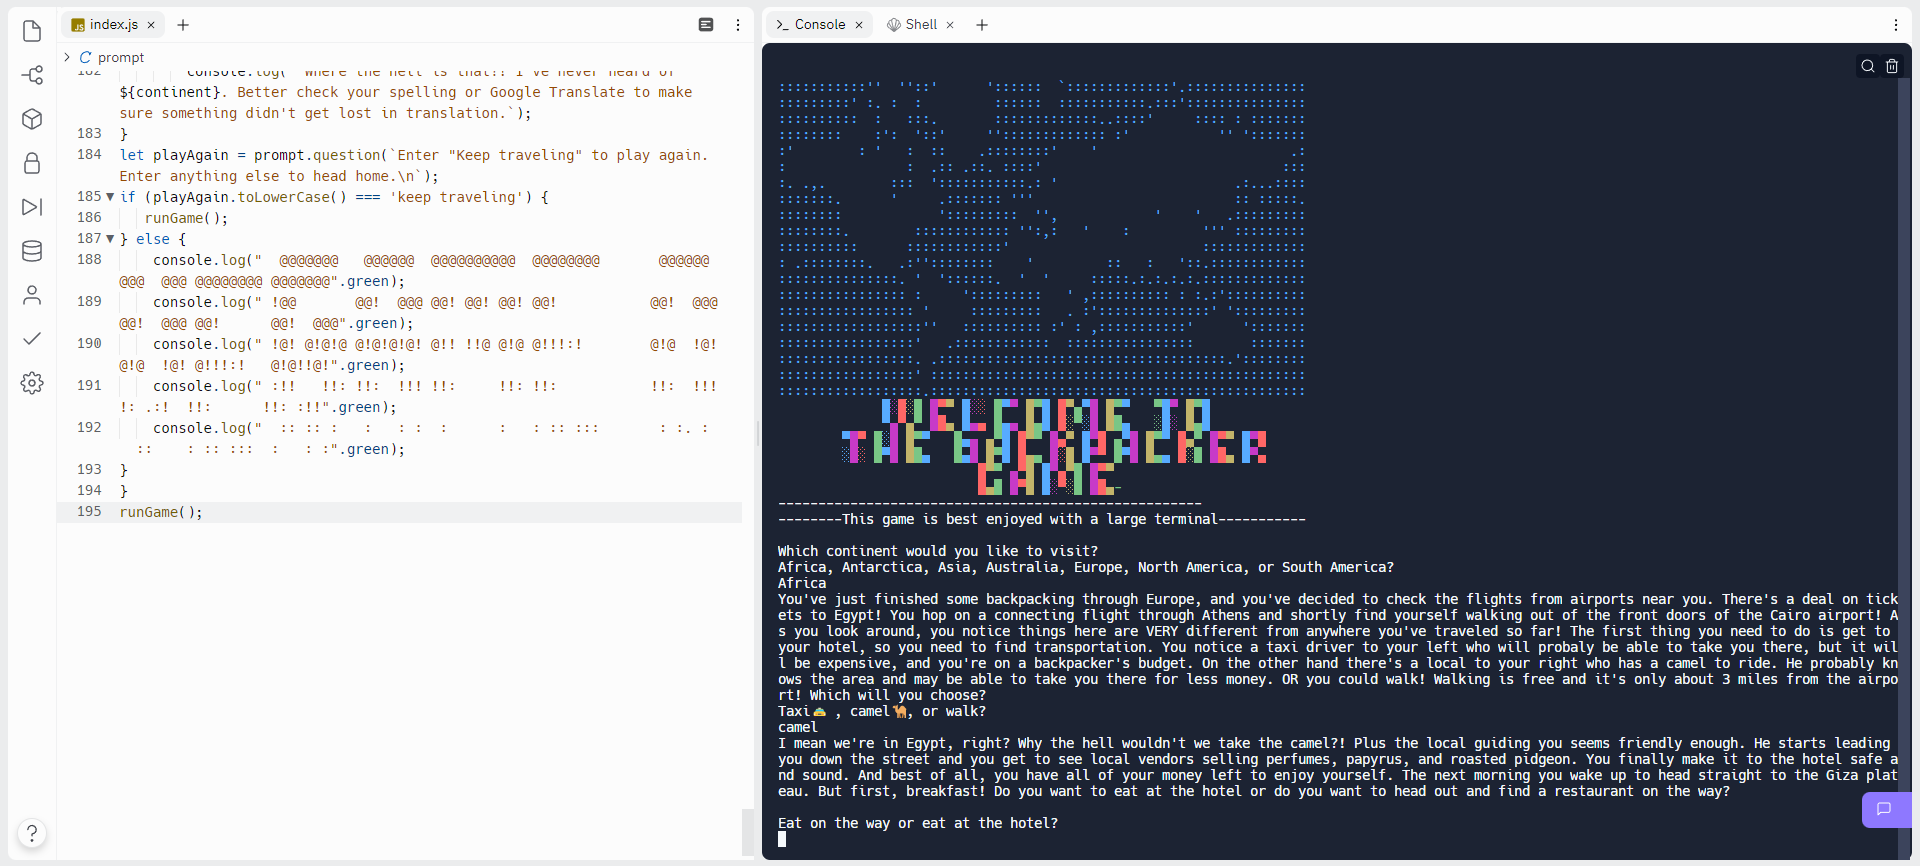 index.js
prompt
182 console.log(`Where the hell is that?! I've never heard of
${continent}. Better check your spelling or Google Translate to make
sure something didn't get lost in translation.`);
183 }
184 let playAgain = prompt.question(`Enter "Keep traveling" to play again.
Enter anything else to head home.\n`);
185 if (playAgain.toLowerCase() === 'keep traveling') {
186 runGame();
187 } else {
188 console.log("  @@@@@@@   @@@@@@  @@@@@@@@@@  @@@@@@@@       @@@@@@
@@@  @@@ @@@@@@@@ @@@@@@@".green);
189 console.log(" !@@       @@!  @@@ @@! @@! @@! @@!           @@!  @@@
@@!  @@@ @@!      @@!  @@@".green);
190 console.log(" !@! @!@!@ @!@!@!@! @!! !!@ @!@ @!!!:!        @!@  !@!
@!@  !@! @!!!:!   @!@!!@!".green);
191 console.log(" :!!   !!: !!:  !!! !!:     !!: !!:           !!:  !!!
!: .:!  !!:      !!: :!!".green);
192 console.log("  :: :: :   :   : :  :      :   : :: :::       : :. :
::    : :: :::  :   : :".green);
193 }
194 }
195 runGame();
Console
Shell
WELCOME TO
THE BACKPACKER
GAME
-----------------------------------------------------
--------This game is best enjoyed with a large terminal-----------
Which continent would you like to visit?
Africa, Antarctica, Asia, Australia, Europe, North America, or South America?
Africa
You've just finished some backpacking through Europe, and you've decided to check the flights from airports near you. There's a deal on tick
ets to Egypt! You hop on a connecting flight through Athens and shortly find yourself walking out of the front doors of the Cairo airport! A
s you look around, you notice things here are VERY different from anywhere you've traveled so far! The first thing you need to do is get to
your hotel, so you need to find transportation. You notice a taxi driver to your left who will probaly be able to take you there, but it wil
l be expensive, and you're on a backpacker's budget. On the other hand there's a local to your right who has a camel to ride. He probably kn
ows the area and may be able to take you there for less money. OR you could walk! Walking is free and it's only about 3 miles from the airpo
rt! Which will you choose?
Taxi🚕 , camel🐪, or walk?
camel
I mean we're in Egypt, right? Why the hell wouldn't we take the camel?! Plus the local guiding you seems friendly enough. He starts leading
you down the street and you get to see local vendors selling perfumes, papyrus, and roasted pidgeon. You finally make it to the hotel safe a
nd sound. And best of all, you have all of your money left to enjoy yourself. The next morning you wake up to head straight to the Giza plat
eau. But first, breakfast! Do you want to eat at the hotel or do you want to head out and find a restaurant on the way?
Eat on the way or eat at the hotel?